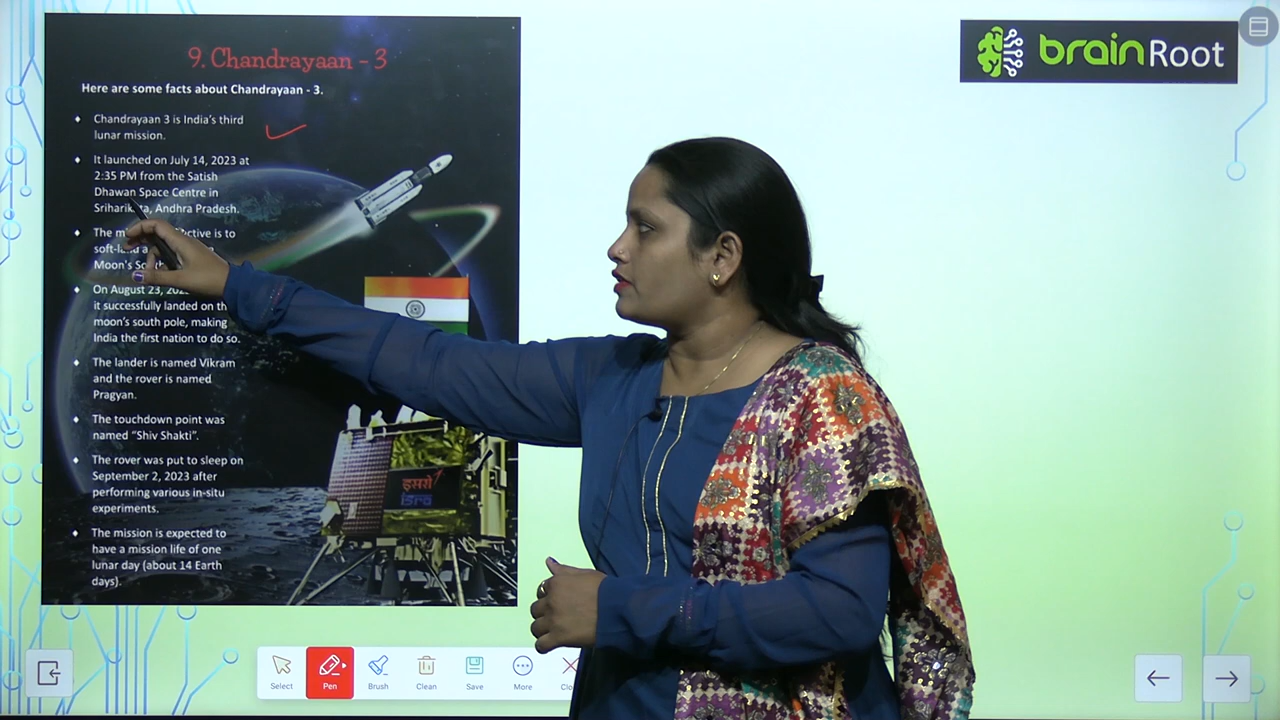 brainRoot
9. Chandrayaan - 3
Here are some facts about Chandrayaan - 3.
Chandrayaan 3 is India's third
lunar mission.
It launched on July 14, 2023 at
2:35 PM from the Satish
Dhawan Space Centre in
Andhra Pradesh.
The is to
Moon's
On August 23,
it successfully landed on
moon's south pole, making
India the first nation to do so.
The lander is named Vikram
and the rover is named
Pragyan.
The touchdown point was
named "Shiv Shakti".
The rover was put to sleep on
September 2, 2023 after
performing various in-situ
experiments.
The mission is expected to
have a mission life of one
lunar day (about 14 Earth
days).
इसरो
isro
Select Pen Brush Clean Save More